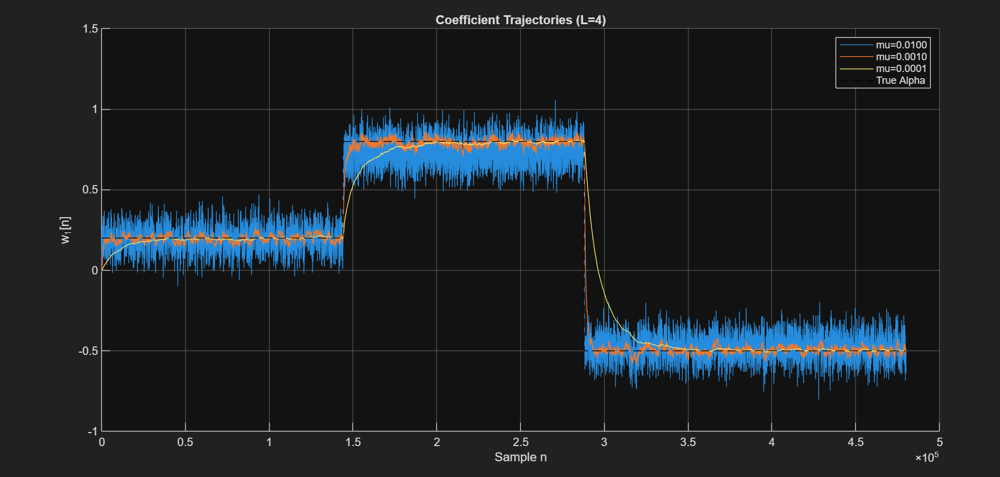 Coefficient Trajectories (L=4)
mu=0.0100
mu=0.0010
mu=0.0001
True Alpha
1.5
1
0.5
0
-0.5
-1
w₁[n]
0 0.5 1 1.5 2 2.5 3 3.5 4 4.5 5
Sample n
×10⁵